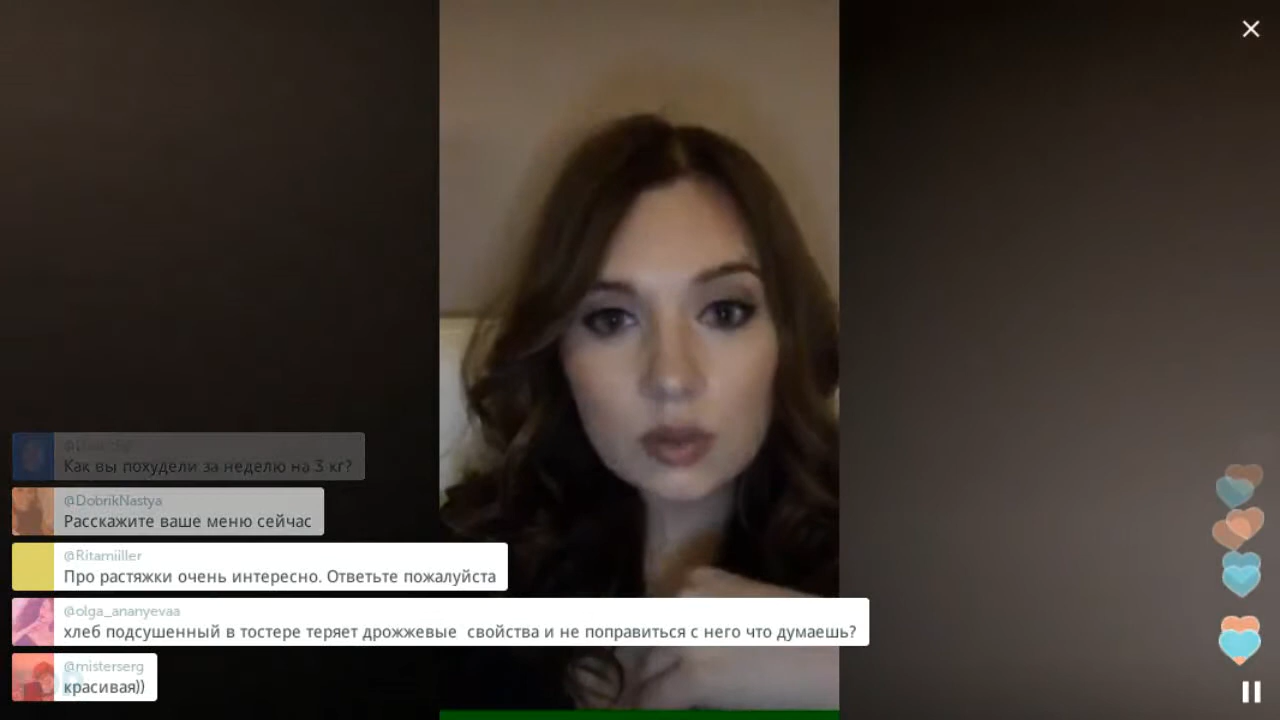 Как вы похудели за неделю на 3 кг?
@DobrikNastya
Расскажите ваше меню сейчас
@Ritamiiller
Про растяжки очень интересно. Ответьте пожалуйста
@olga_ananyevaa
хлеб подсушенный в тостере теряет дрожжевые свойства и не поправиться с него что думаешь?
@misterserg
красивая))